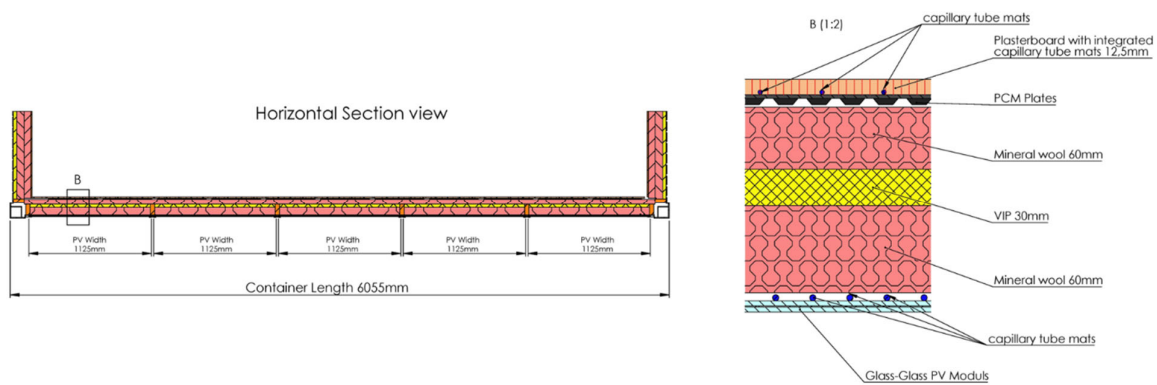 Horizontal Section view
B
PV Width
1125mm
PV Width
1125mm
PV Width
1125mm
PV Width
1125mm
PV Width
1125mm
Container Length 6055mm
B (1:2)
capillary tube mats
Plasterboard with integrated
capillary tube mats 12,5mm
PCM Plates
Mineral wool 60mm
VIP 30mm
Mineral wool 60mm
capillary tube mats
Glass-Glass PV Moduls